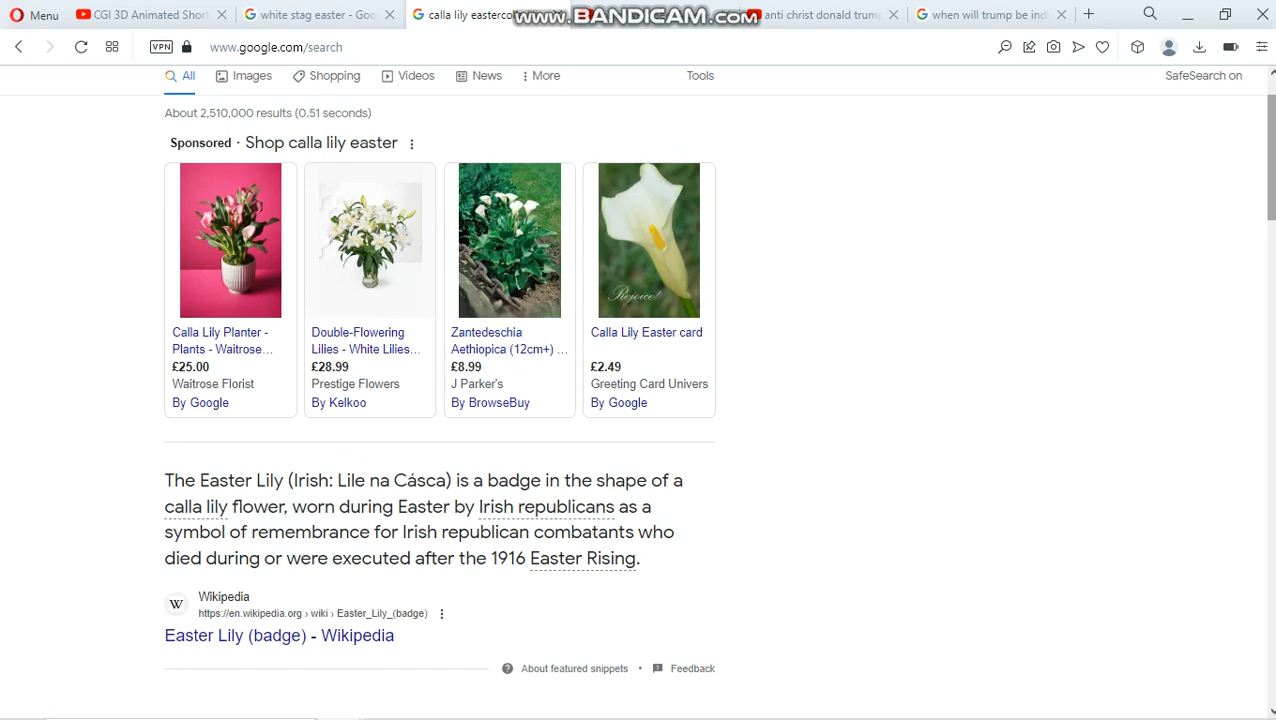 Menu
CGI 3D Animated Short
white stag easter - Goo
calla lily easterco
anti christ donald trump
when will trump be ind
www.BANDICAM.com
VPN
www.google.com/search
All
Images
Shopping
Videos
News
More
Tools
SafeSearch on
About 2,510,000 results (0.51 seconds)
Sponsored · Shop calla lily easter
Rejoice!
Calla Lily Planter -
Plants - Waitrose...
£25.00
Waitrose Florist
By Google
Double-Flowering
Lilies - White Lilies...
£28.99
Prestige Flowers
By Kelkoo
Zantedeschia
Aethiopica (12cm+) ...
£8.99
J Parker's
By BrowseBuy
Calla Lily Easter card
£2.49
Greeting Card Univers
By Google
The Easter Lily (Irish: Lile na Cásca) is a badge in the shape of a
calla lily flower, worn during Easter by Irish republicans as a
symbol of remembrance for Irish republican combatants who
died during or were executed after the 1916 Easter Rising.
W
Wikipedia
https://en.wikipedia.org › wiki › Easter_Lily_(badge)
Easter Lily (badge) - Wikipedia
About featured snippets • Feedback